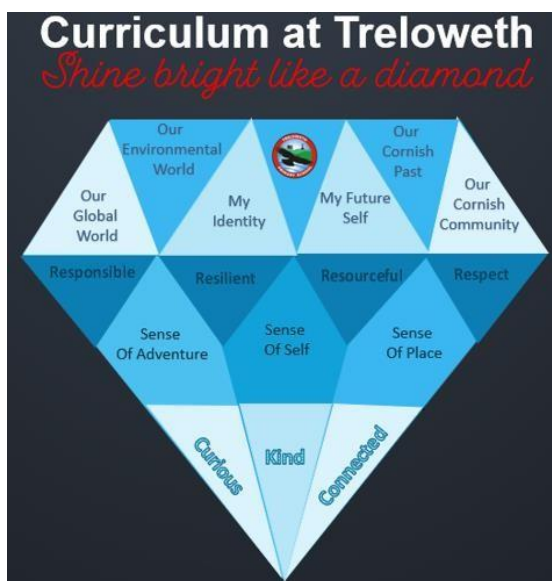 Curriculum at Treloweth
Shine bright like a diamond
Our
Environmental
World
Our
Cornish
Past
Our
Global
World
My
Identity
My Future
Self
Our
Cornish
Community
Responsible
Resilient
Resourceful
Respect
Sense
Of Adventure
Sense
Of Self
Sense
Of Place
Curious
Kind
Connected
TRELOWETH